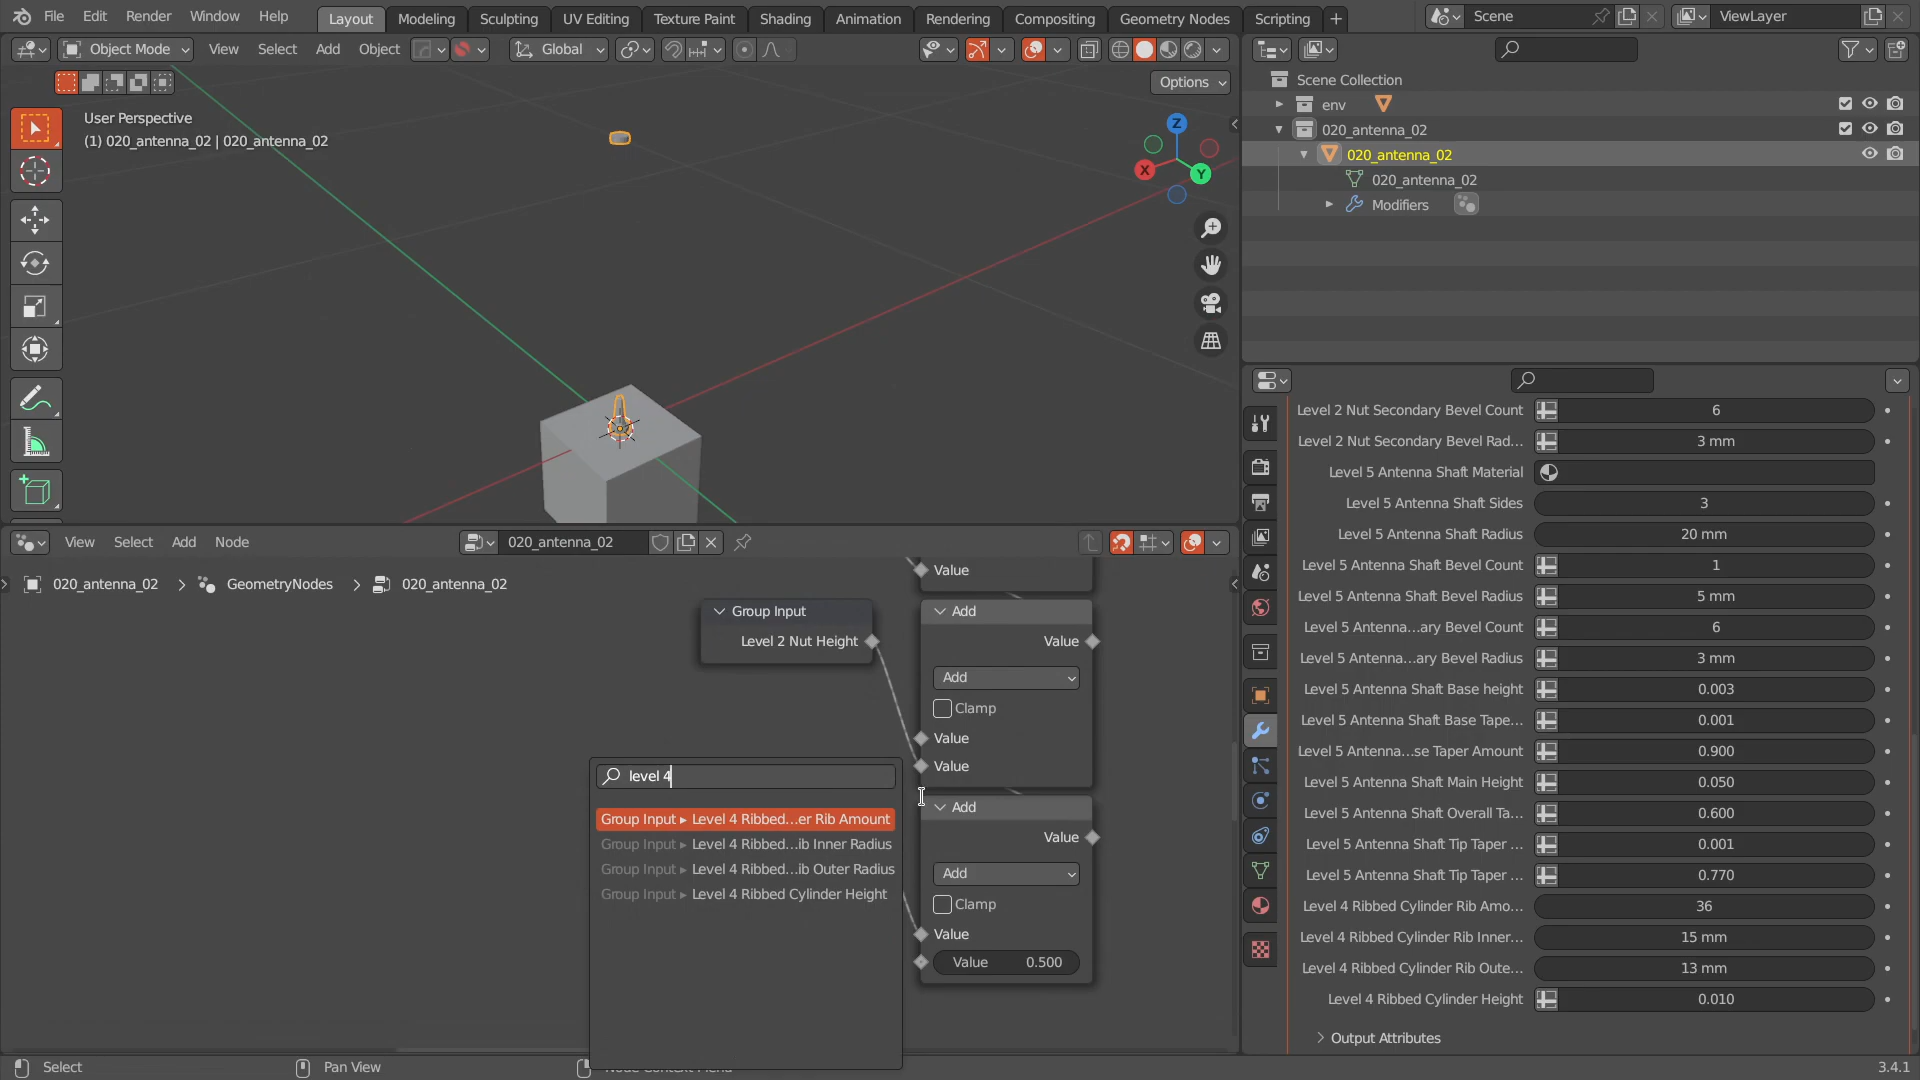 File Edit Render Window Help Layout Modeling Sculpting UV Editing Texture Paint Shading Animation Rendering Compositing Geometry Nodes Scripting + Scene ViewLayer
Object Mode View Select Add Object Global
Options
User Perspective
(1) 020_antenna_02 | 020_antenna_02
Z
X
Y
Scene Collection
env
020_antenna_02
020_antenna_02
020_antenna_02
Modifiers
Level 2 Nut Secondary Bevel Count 6
Level 2 Nut Secondary Bevel Rad... 3 mm
Level 5 Antenna Shaft Material
Level 5 Antenna Shaft Sides 3
Level 5 Antenna Shaft Radius 20 mm
Level 5 Antenna Shaft Bevel Count 1
Level 5 Antenna Shaft Bevel Radius 5 mm
Level 5 Antenna...ary Bevel Count 6
Level 5 Antenna...ary Bevel Radius 3 mm
Level 5 Antenna Shaft Base height 0.003
Level 5 Antenna Shaft Base Tape... 0.001
Level 5 Antenna...se Taper Amount 0.900
Level 5 Antenna Shaft Main Height 0.050
Level 5 Antenna Shaft Overall Ta... 0.600
Level 5 Antenna Shaft Tip Taper ... 0.001
Level 5 Antenna Shaft Tip Taper ... 0.770
Level 4 Ribbed Cylinder Rib Amo... 36
Level 4 Ribbed Cylinder Rib Inner... 15 mm
Level 4 Ribbed Cylinder Rib Oute... 13 mm
Level 4 Ribbed Cylinder Height 0.010
Output Attributes
View Select Add Node 020_antenna_02
020_antenna_02 > GeometryNodes > 020_antenna_02
Value
Group Input
Level 2 Nut Height
Add
Value
Add
Clamp
Value
Value
level 4
Group Input ▸ Level 4 Ribbed...er Rib Amount
Group Input ▸ Level 4 Ribbed...ib Inner Radius
Group Input ▸ Level 4 Ribbed...ib Outer Radius
Group Input ▸ Level 4 Ribbed Cylinder Height
Add
Value
Add
Clamp
Value
Value 0.500
Select Pan View 3.4.1